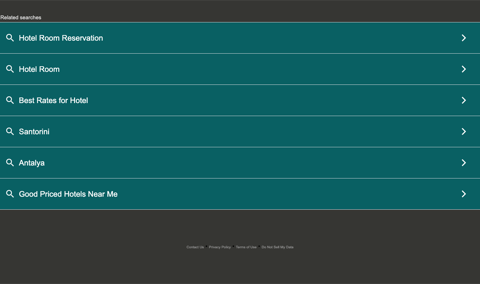 Related searches
Hotel Room Reservation
Hotel Room
Best Rates for Hotel
Santorini
Antalya
Good Priced Hotels Near Me
Contact Us Privacy Policy Terms of Use Do Not Sell My Data